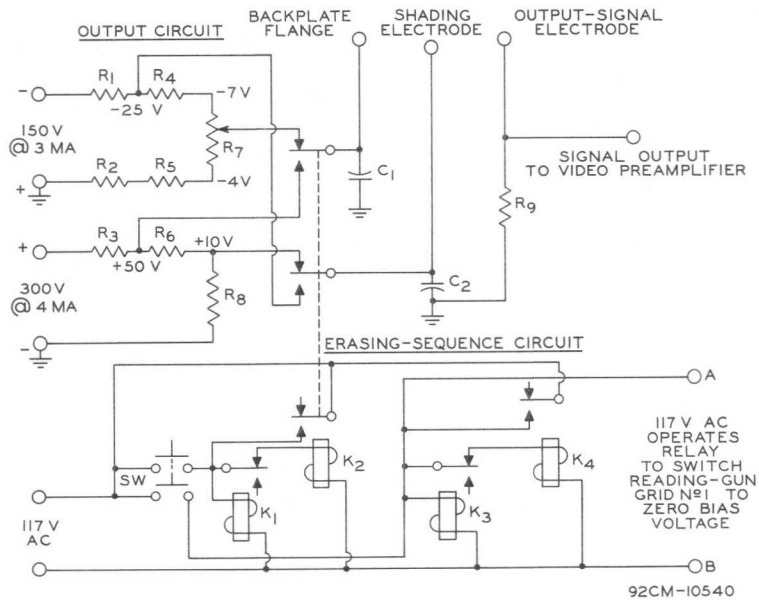 OUTPUT CIRCUIT
BACKPLATE
FLANGE
SHADING
ELECTRODE
OUTPUT-SIGNAL
ELECTRODE
R1
R4
-7V
-25 V
150 V
@ 3 MA
R7
C1
SIGNAL OUTPUT
TO VIDEO PREAMPLIFIER
R2
R5
-4V
R9
R3
R6
+10V
+50 V
300V
@ 4 MA
R8
C2
ERASING-SEQUENCE CIRCUIT
A
117 V AC
OPERATES
RELAY
TO SWITCH
READING-GUN
GRID Nº1 TO
ZERO BIAS
VOLTAGE
K2
K4
SW
K1
K3
117 V
AC
B
92CM-10540